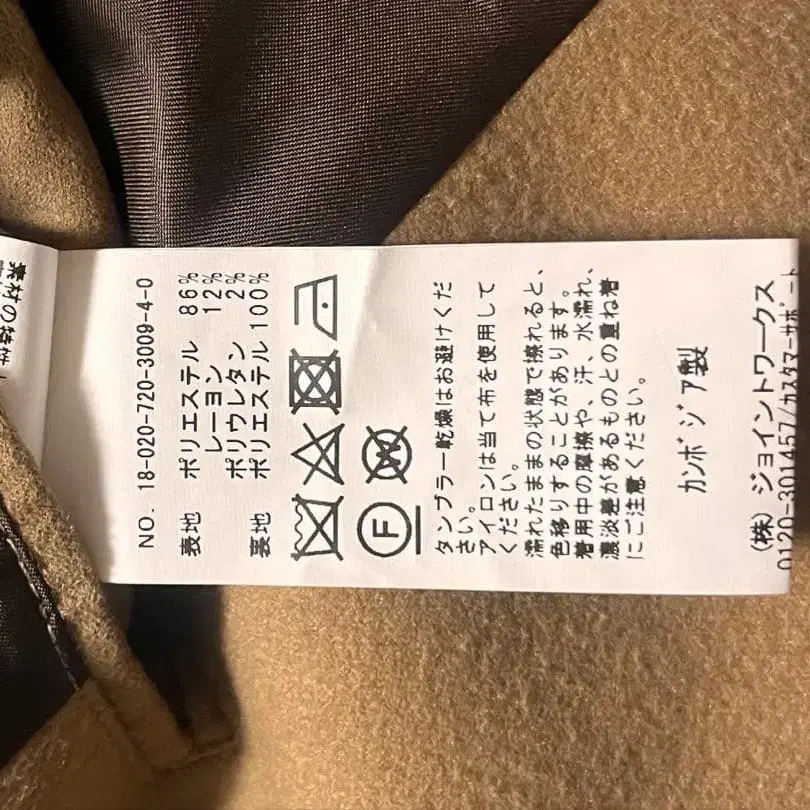 NO. 18-020-720-3009-4-0
表地 ポリエステル 86%
レーヨン 12%
ポリウレタン 2%
裏地 ポリエステル 100%
F
W
タンブラー乾燥はお避けくだ
さい。
アイロンは当て布を使用して
ください。
濡れたままの状態で擦れると、
色移りすることがあります。
着用中の摩擦や、汗、水濡れ、
濃淡差があるものとの重ね着
にご注意ください。
カンボジア製
(株) ジョイントワークス
0120-301457/カスタマーサポート
素材の特性